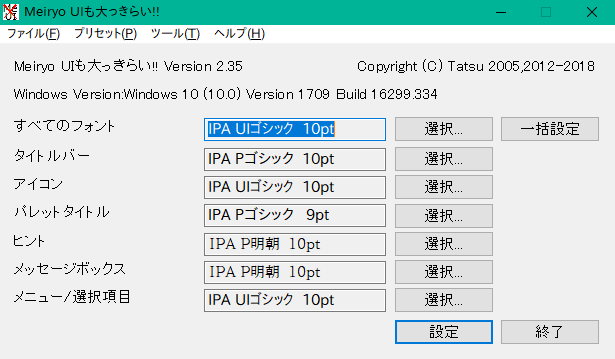 Meiryo UIも大っきらい!!
ファイル(F) プリセット(P) ツール(T) ヘルプ(H)
Meiryo UIも大っきらい!! Version 2.35 Copyright (C) Tatsu 2005,2012-2018
Windows Version:Windows 10 (10.0) Version 1709 Build 16299.334
すべてのフォント IPA UIゴシック 10pt 選択... 一括設定
タイトルバー IPA Pゴシック 10pt 選択...
アイコン IPA UIゴシック 10pt 選択...
パレットタイトル IPA Pゴシック 9pt 選択...
ヒント IPA P明朝 10pt 選択...
メッセージボックス IPA P明朝 10pt 選択...
メニュー/選択項目 IPA UIゴシック 10pt 選択...
設定 終了